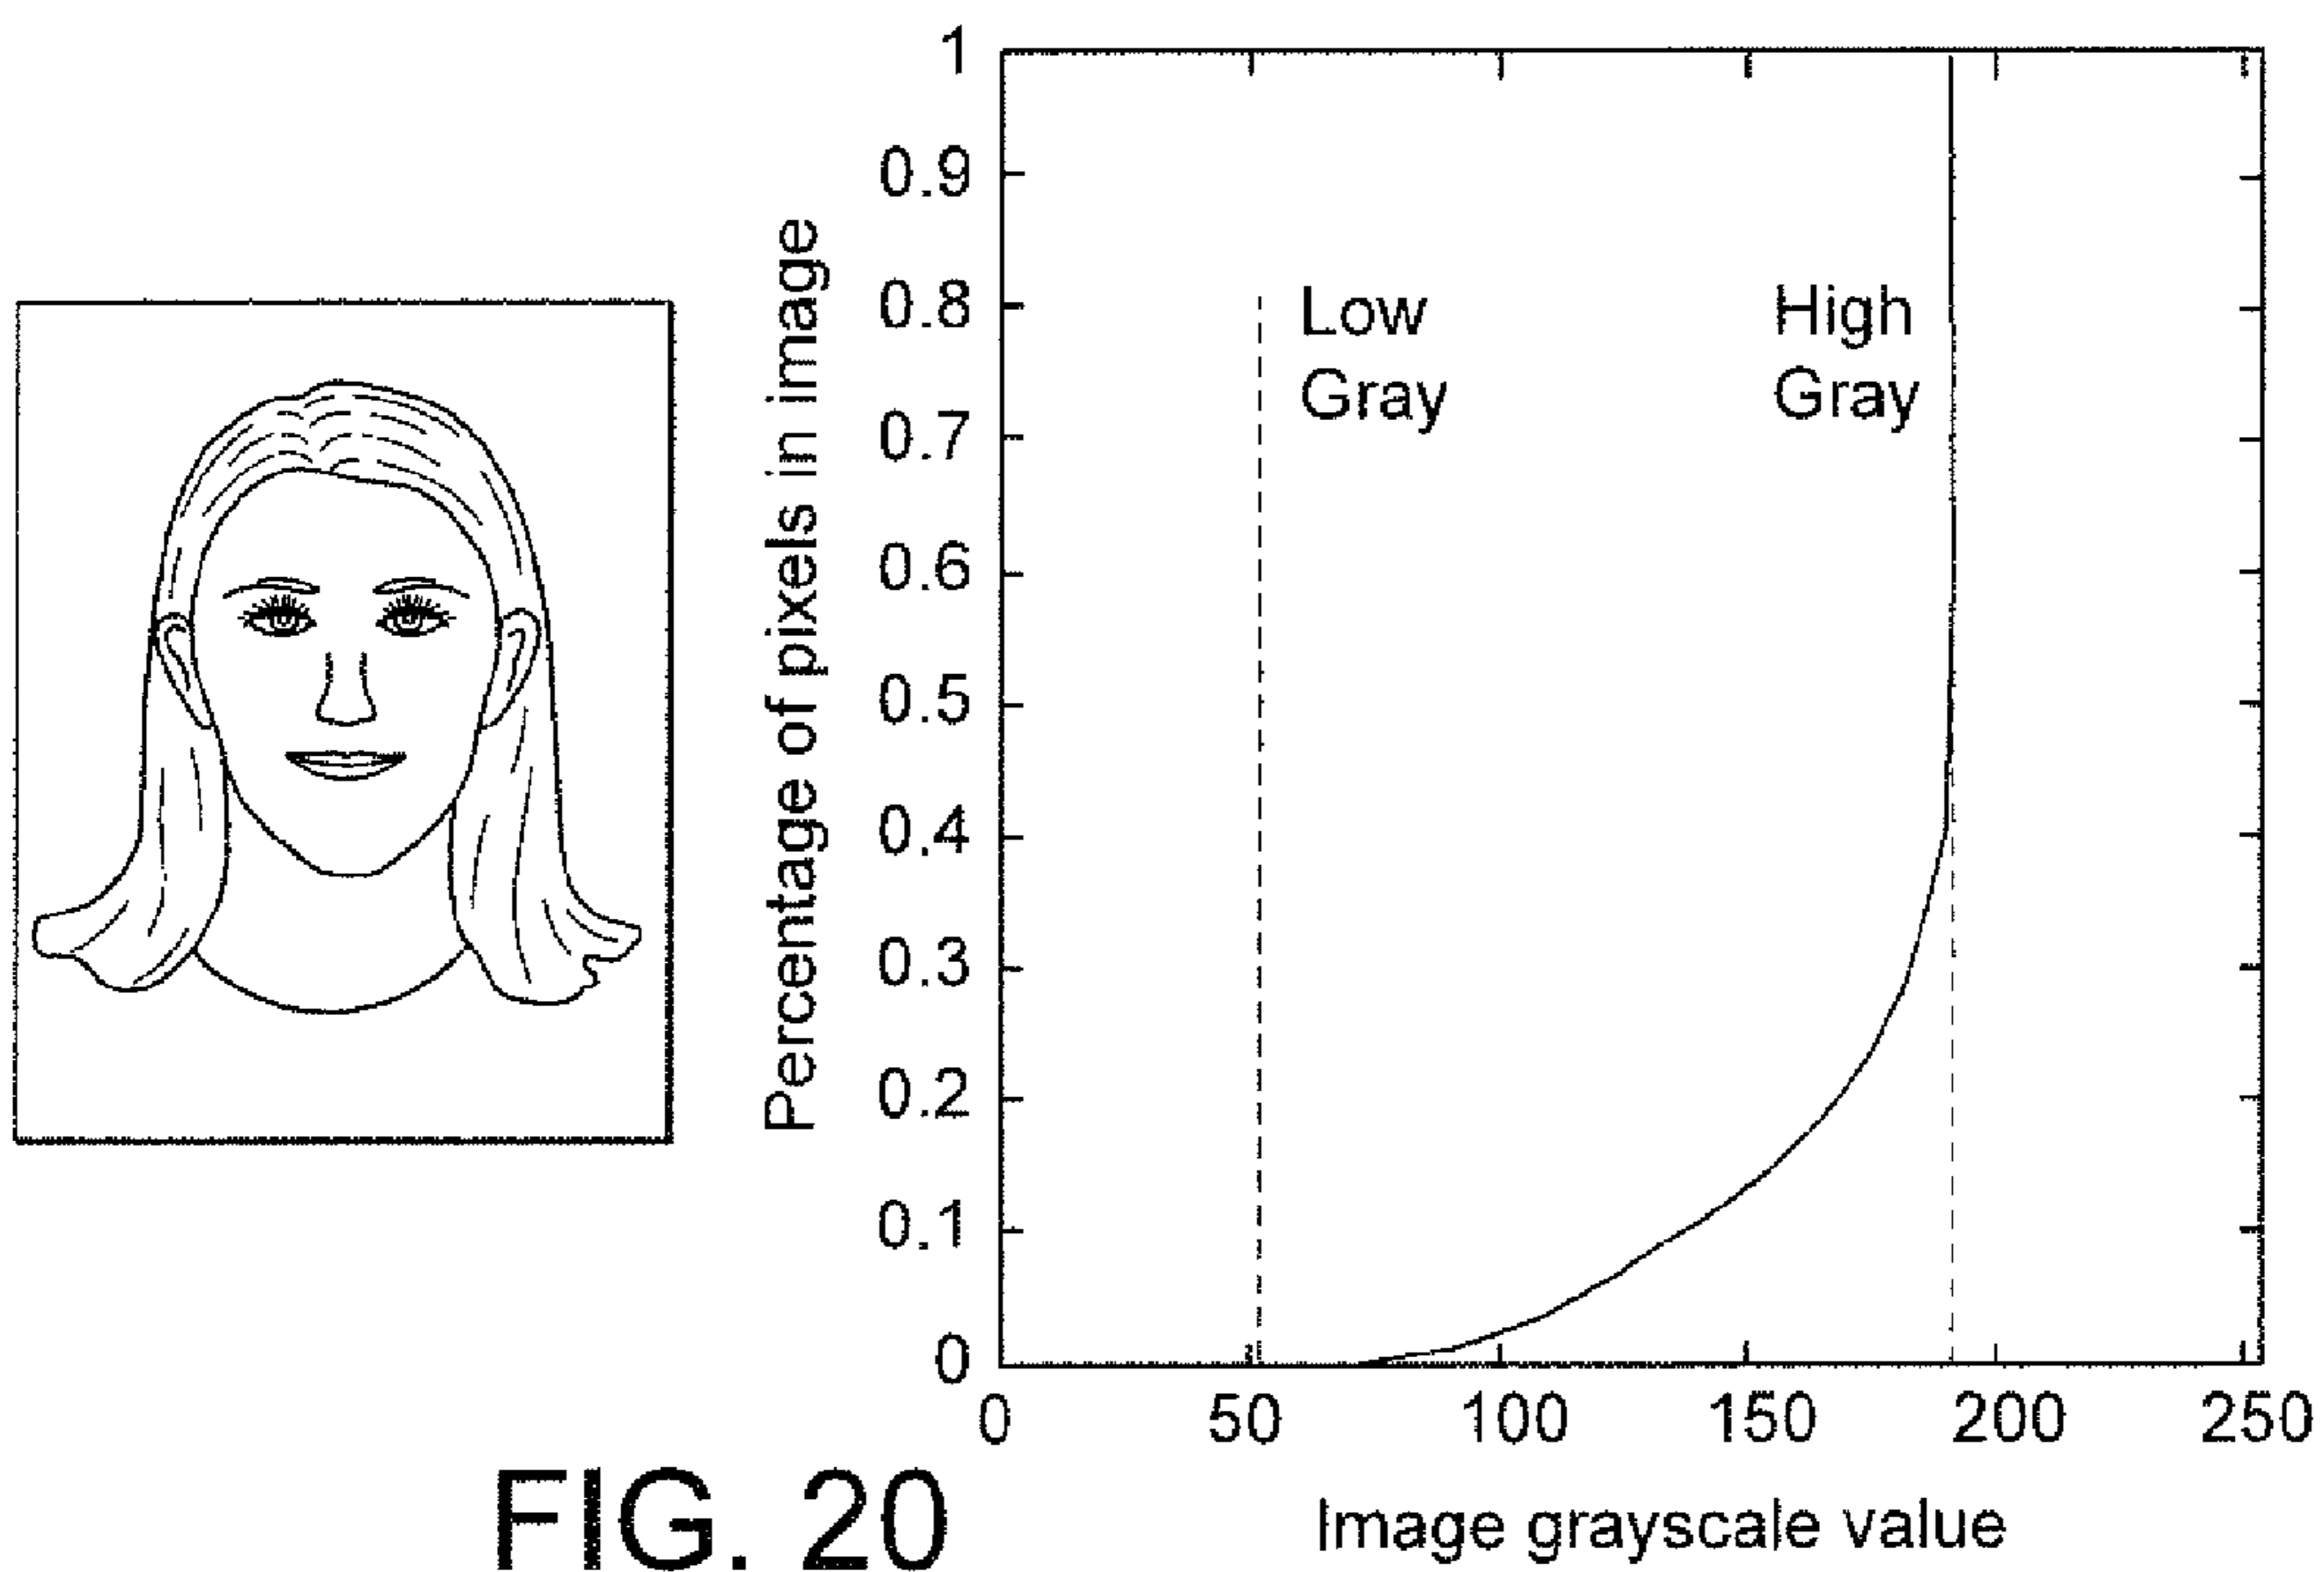 Percentage of pixels in image
1
0.9
0.8
0.7
0.6
0.5
0.4
0.3
0.2
0.1
0
Low
Gray
High
Gray
0 50 100 150 200 250
Image grayscale value
FIG. 20